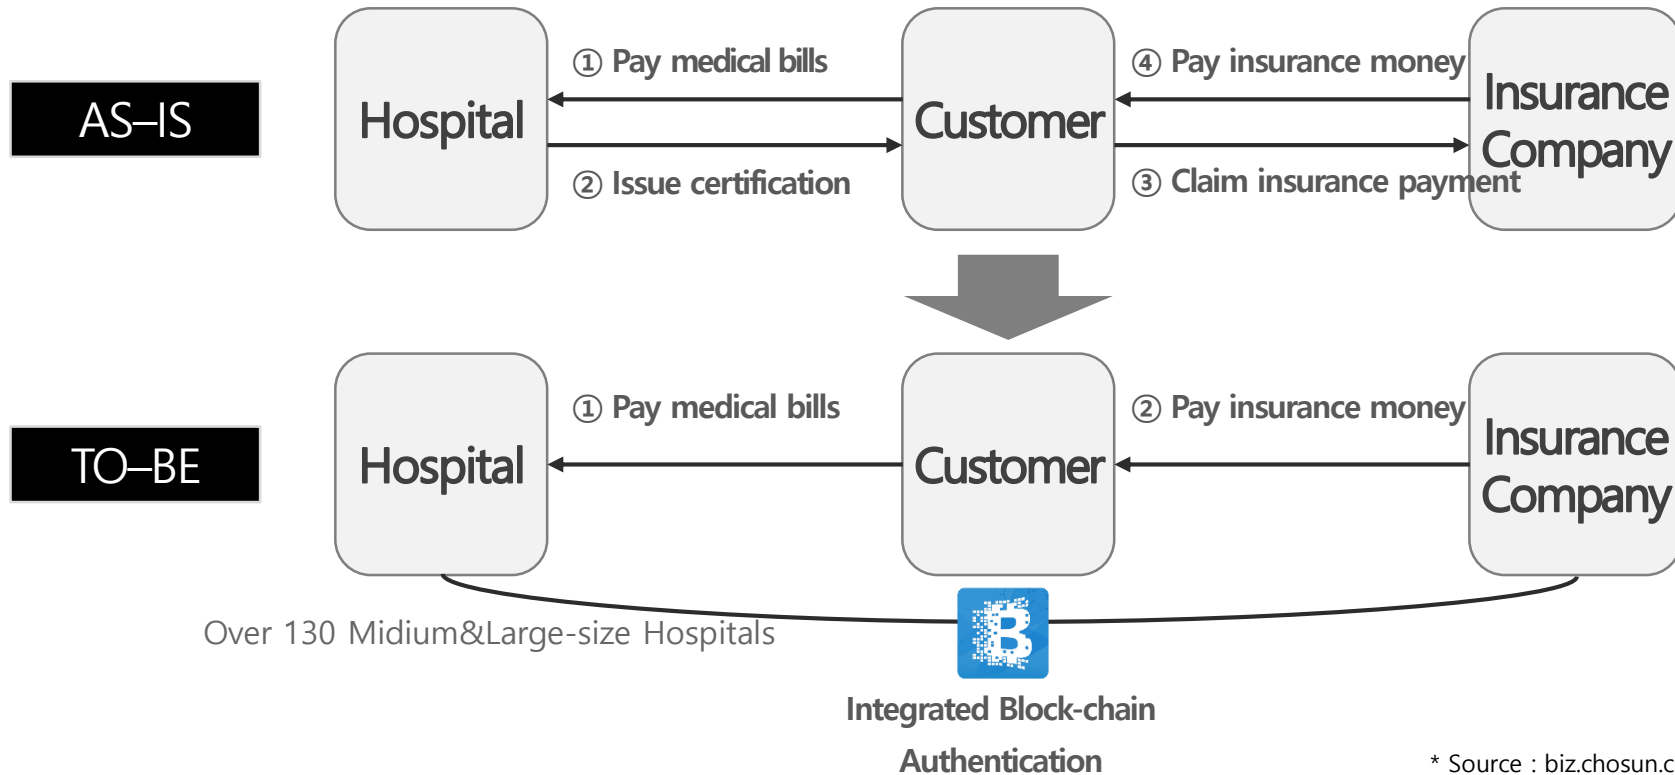 ① Pay medical bills
④ Pay insurance money
AS–IS
Hospital
Customer
Insurance
Company
② Issue certification
③ Claim insurance payment
① Pay medical bills
② Pay insurance money
TO–BE
Hospital
Customer
Insurance
Company
Over 130 Midium&Large-size Hospitals
B
Integrated Block-chain
Authentication
* Source : biz.chosun.c